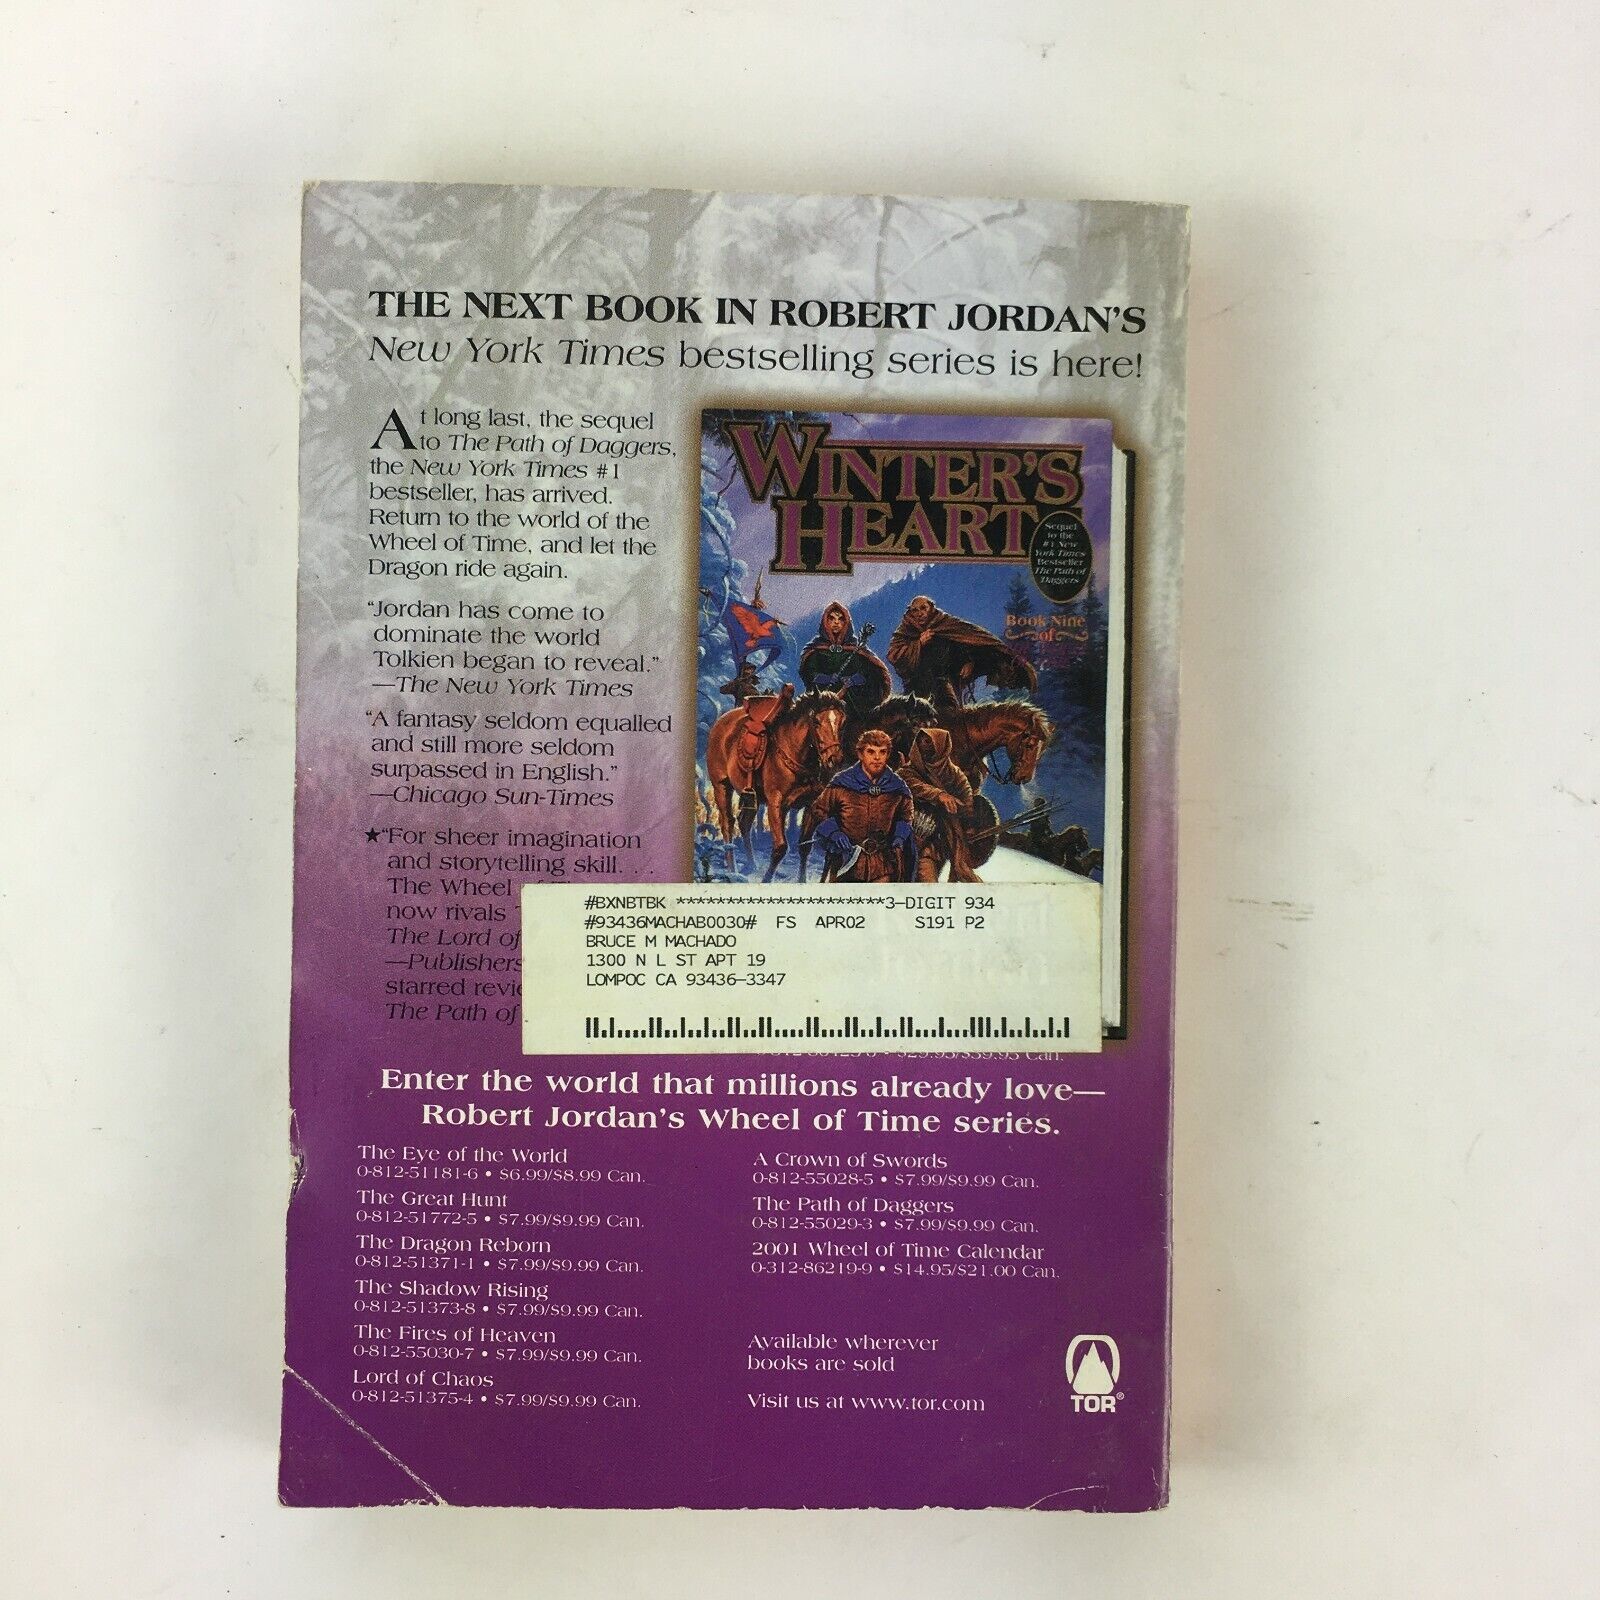 THE NEXT BOOK IN ROBERT JORDAN'S
New York Times bestselling series is here!
At long last, the sequel
to The Path of Daggers,
the New York Times #1
bestseller, has arrived.
Return to the world of the
Wheel of Time, and let the
Dragon ride again.
"Jordan has come to
dominate the world
Tolkien began to reveal."
—The New York Times
"A fantasy seldom equalled
and still more seldom
surpassed in English."
—Chicago Sun-Times
★"For sheer imagination
and storytelling skill. . .
The Wheel
now rivals
The Lord of
—Publishers
starred
The Path of
WINTER'S
HEART
Sequel
to the
#1 New
York Times
Bestseller
The Path of
Daggers
Book Nine
of
#BXNBTBK *********************3-DIGIT 934
#93436MACHAB0030# FS APR02 S191 P2
BRUCE M MACHADO
1300 N L ST APT 19
LOMPOC CA 93436-3347
$29.95/$39.95 Can.
Enter the world that millions already love—
Robert Jordan's Wheel of Time series.
The Eye of the World
0-812-51181-6 • $6.99/$8.99 Can.
The Great Hunt
0-812-51772-5 • $7.99/$9.99 Can.
The Dragon Reborn
0-812-51371-1 • $7.99/$9.99 Can.
The Shadow Rising
0-812-51373-8 • $7.99/$9.99 Can.
The Fires of Heaven
0-812-55030-7 • $7.99/$9.99 Can.
Lord of Chaos
0-812-51375-4 • $7.99/$9.99 Can.
A Crown of Swords
0-812-55028-5 • $7.99/$9.99 Can.
The Path of Daggers
0-812-55029-3 • $7.99/$9.99 Can.
2001 Wheel of Time Calendar
0-312-86219-9 • $14.95/$21.00 Can.
Available wherever
books are sold
Visit us at www.tor.com
TOR®